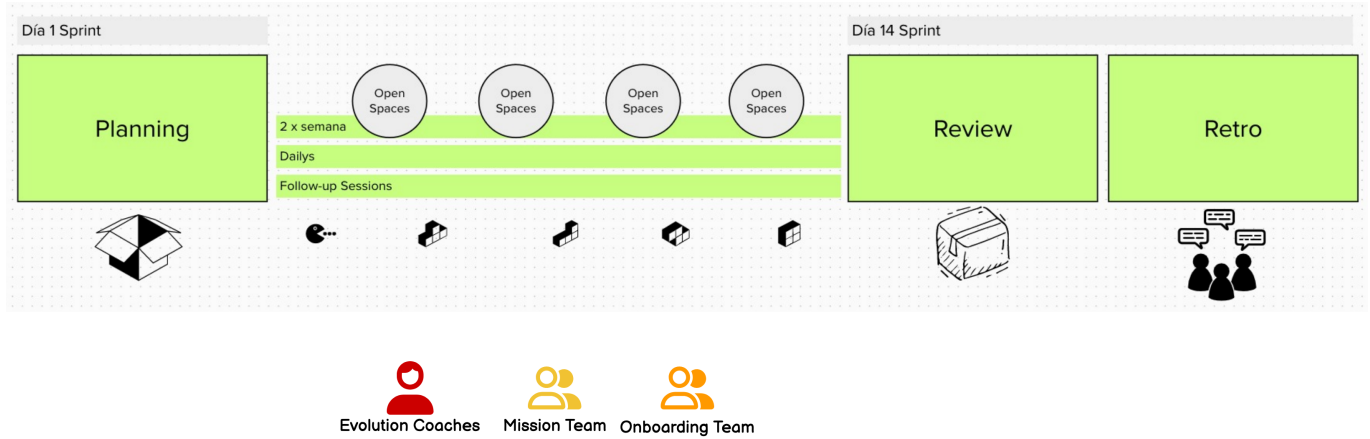 Día 1 Sprint
Día 14 Sprint
Planning
Open
Spaces
Open
Spaces
Open
Spaces
Open
Spaces
2 x semana
Dailys
Follow-up Sessions
Review
Retro
Evolution Coaches
Mission Team
Onboarding Team